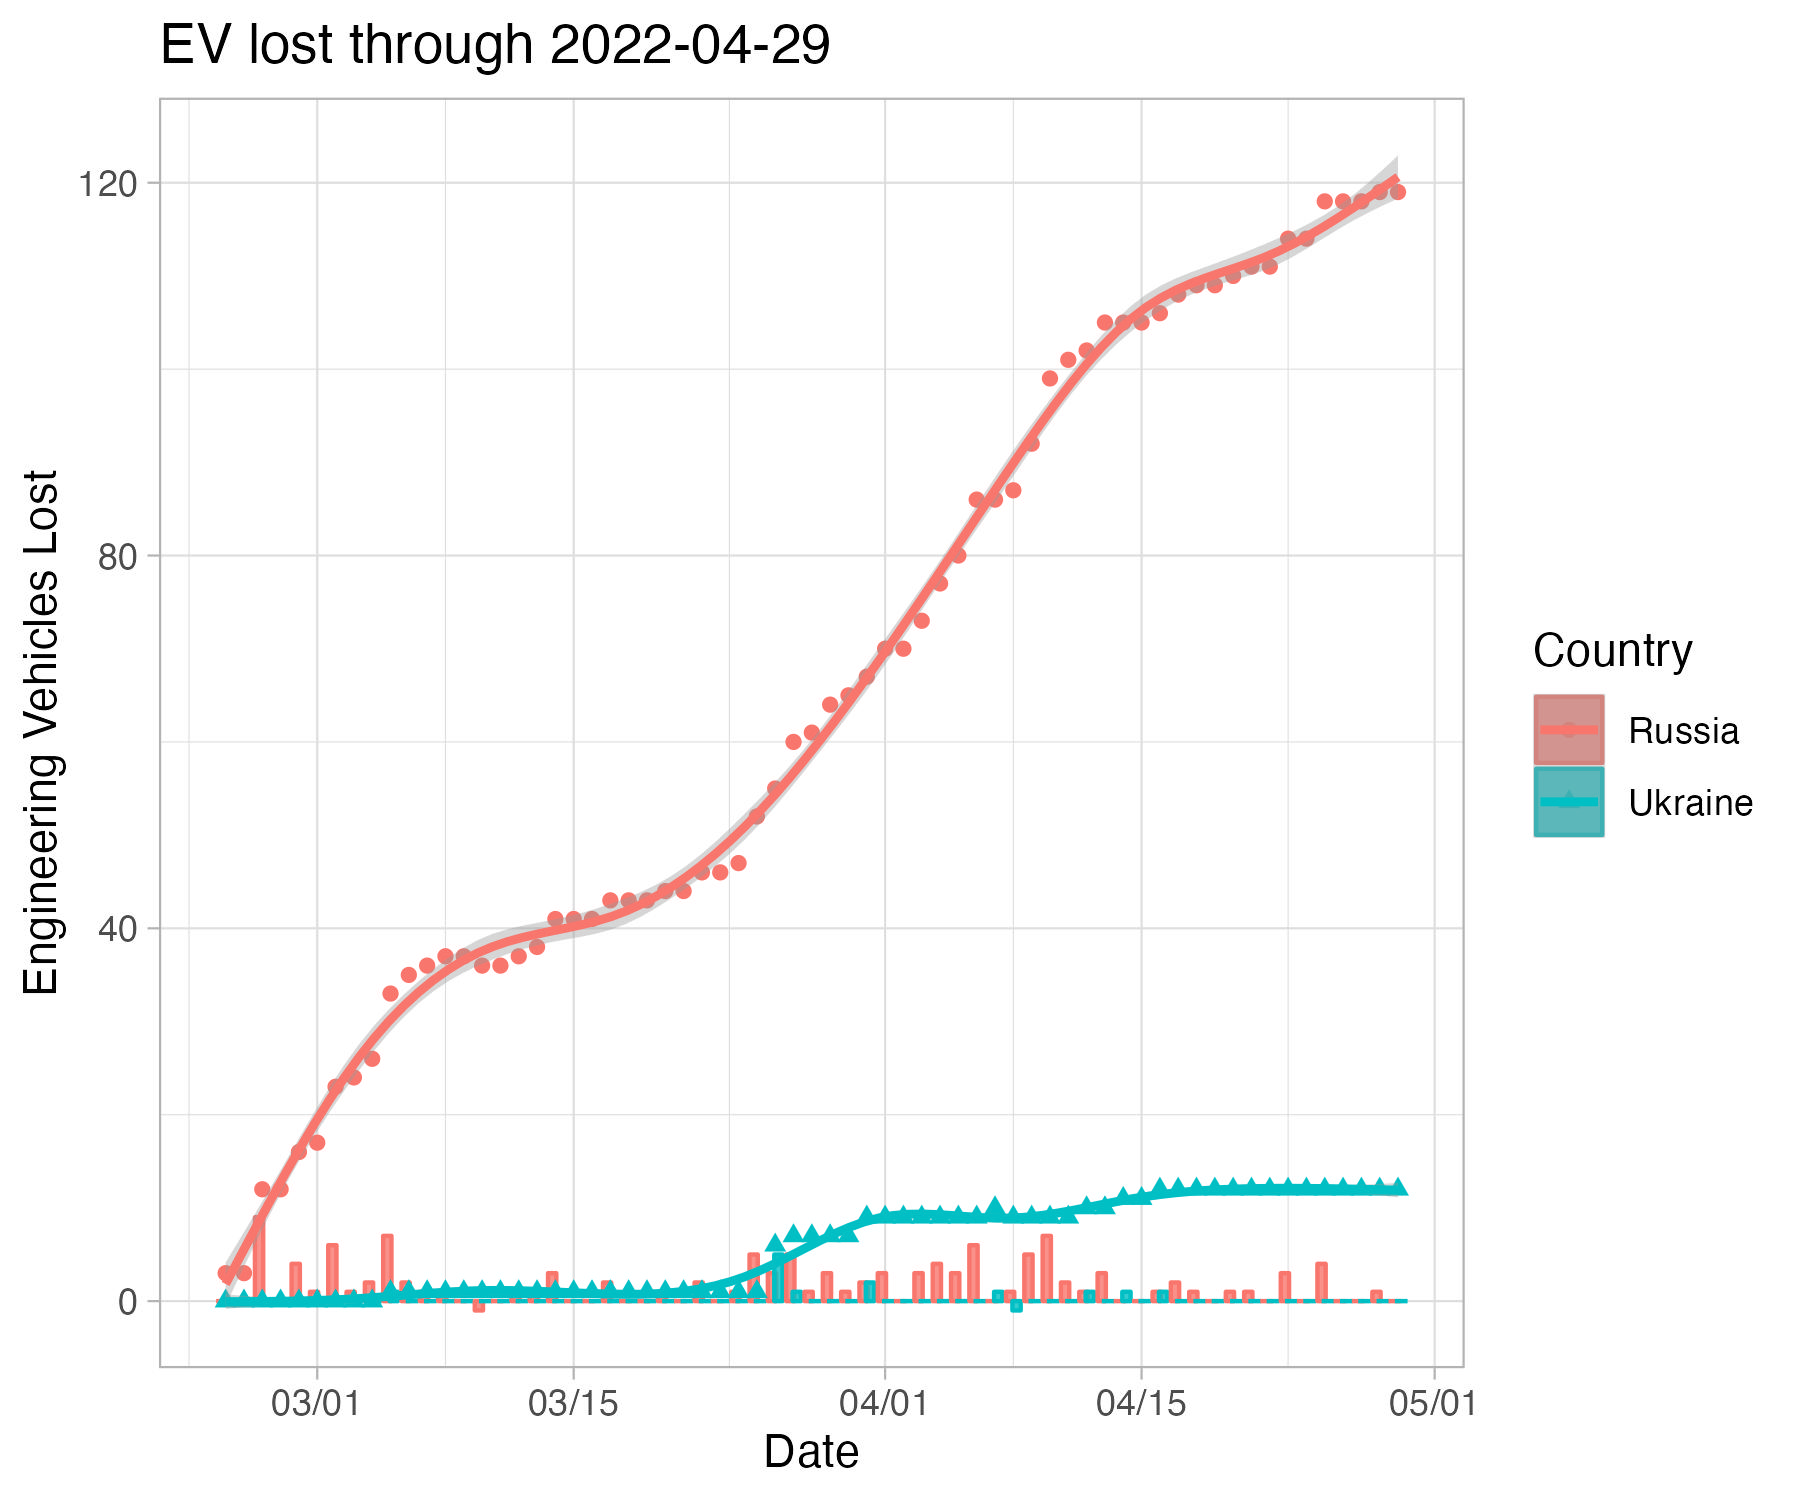 EV lost through 2022-04-29
Engineering Vehicles Lost
120
80
40
0
03/01
03/15
04/01
04/15
05/01
Date
Country
Russia
Ukraine